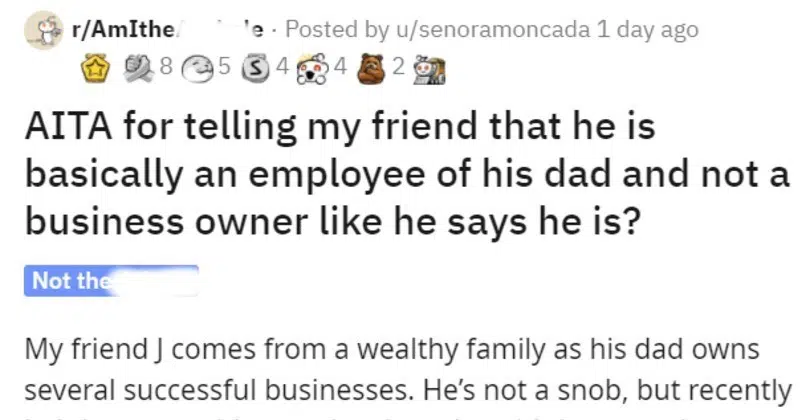 r/AmIthe e · Posted by u/senoramoncada 1 day ago
8 5 4 4 2
AITA for telling my friend that he is
basically an employee of his dad and not a
business owner like he says he is?
Not the
My friend J comes from a wealthy family as his dad owns
several successful businesses. He’s not a snob, but recently